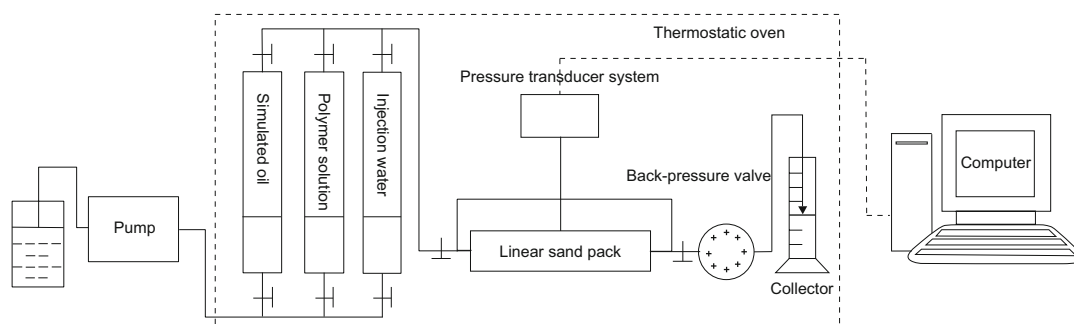 Thermostatic oven
Pressure transducer system
Simulated oil
Polymer solution
Injection water
Computer
Back-pressure valve
Pump
Linear sand pack
Collector